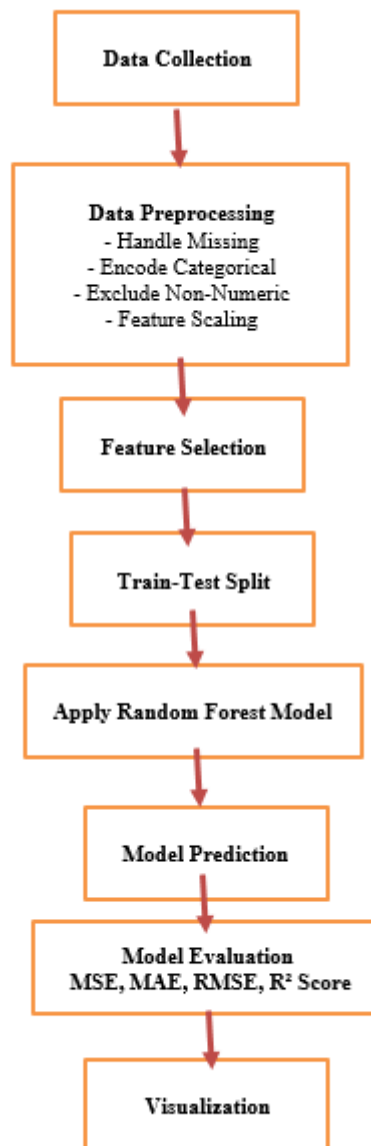 Data Collection
Data Preprocessing
- Handle Missing
- Encode Categorical
- Exclude Non-Numeric
- Feature Scaling
Feature Selection
Train-Test Split
Apply Random Forest Model
Model Prediction
Model Evaluation
MSE, MAE, RMSE, R² Score
Visualization